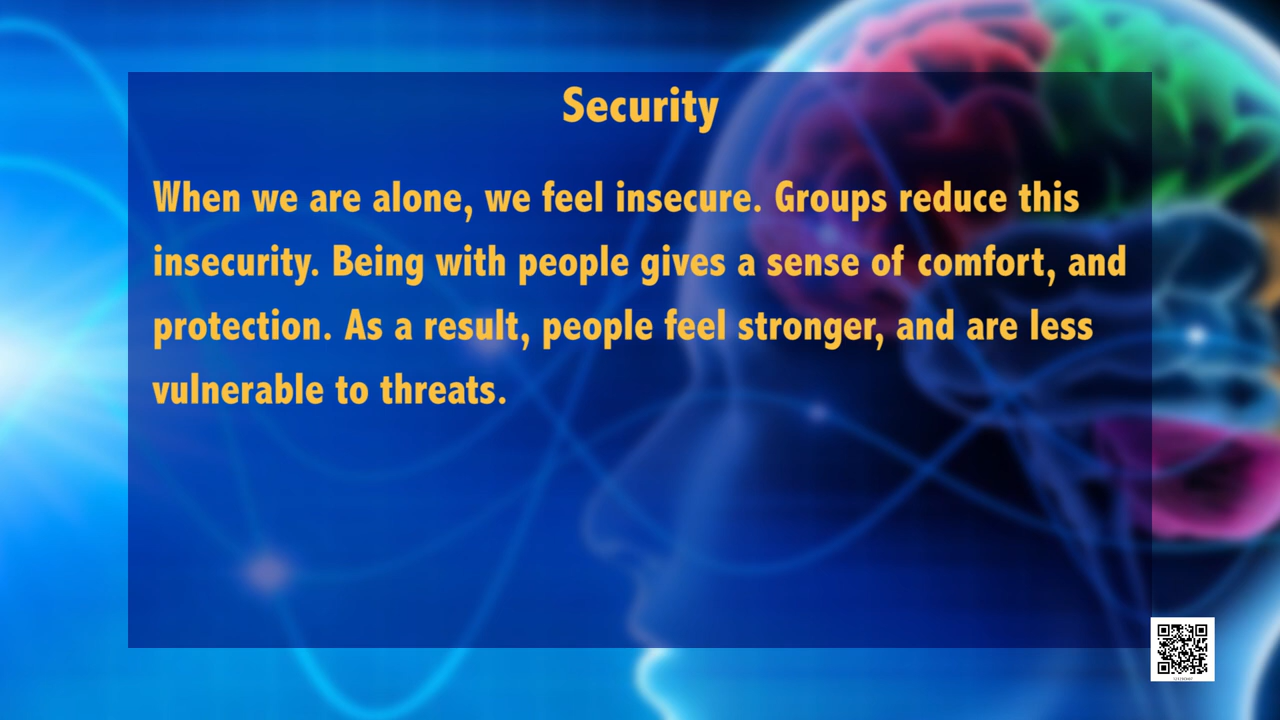 Security
When we are alone, we feel insecure. Groups reduce this
insecurity. Being with people gives a sense of comfort, and
protection. As a result, people feel stronger, and are less
vulnerable to threats.